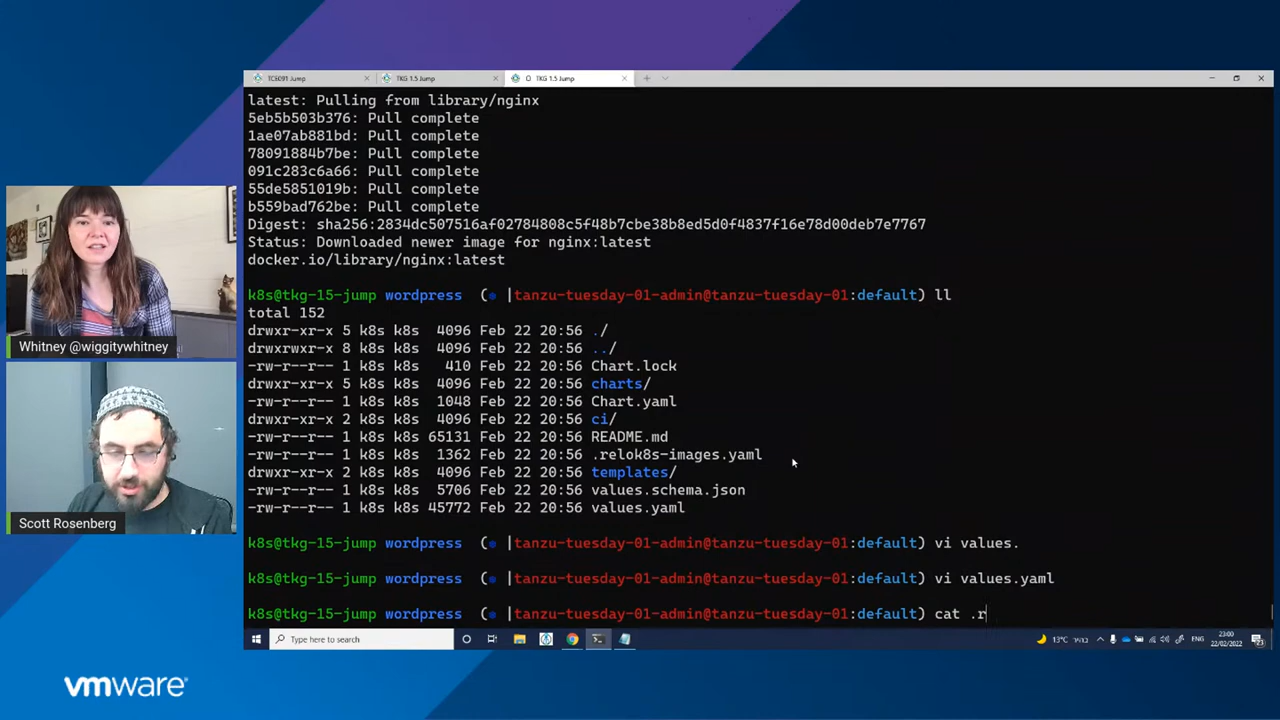 TCE091 Jump
TKG 1.5 Jump
TKG 1.5 Jump
latest: Pulling from library/nginx
5eb5b503b376: Pull complete
1ae07ab881bd: Pull complete
78091884b7be: Pull complete
091c283c6a66: Pull complete
55de5851019b: Pull complete
b559bad762be: Pull complete
Digest: sha256:2834dc507516af02784808c5f48b7cbe38b8ed5d0f4837f16e78d00deb7e7767
Status: Downloaded newer image for nginx:latest
docker.io/library/nginx:latest
k8s@tkg-15-jump wordpress (● |tanzu-tuesday-01-admin@tanzu-tuesday-01:default) ll
total 152
drwxr-xr-x 5 k8s k8s 4096 Feb 22 20:56 ./
drwxrwxr-x 8 k8s k8s 4096 Feb 22 20:56 ../
-rw-r--r-- 1 k8s k8s 410 Feb 22 20:56 Chart.lock
drwxr-xr-x 5 k8s k8s 4096 Feb 22 20:56 charts/
-rw-r--r-- 1 k8s k8s 1048 Feb 22 20:56 Chart.yaml
drwxr-xr-x 2 k8s k8s 4096 Feb 22 20:56 ci/
-rw-r--r-- 1 k8s k8s 65131 Feb 22 20:56 README.md
-rw-r--r-- 1 k8s k8s 1362 Feb 22 20:56 .relok8s-images.yaml
drwxr-xr-x 2 k8s k8s 4096 Feb 22 20:56 templates/
-rw-r--r-- 1 k8s k8s 5706 Feb 22 20:56 values.schema.json
-rw-r--r-- 1 k8s k8s 45772 Feb 22 20:56 values.yaml
k8s@tkg-15-jump wordpress (● |tanzu-tuesday-01-admin@tanzu-tuesday-01:default) vi values.
k8s@tkg-15-jump wordpress (● |tanzu-tuesday-01-admin@tanzu-tuesday-01:default) vi values.yaml
k8s@tkg-15-jump wordpress (● |tanzu-tuesday-01-admin@tanzu-tuesday-01:default) cat .r
Whitney @wiggitywhitney
Scott Rosenberg
Type here to search
13°C בהיר
ENG
23:00
22/02/2022
vmware